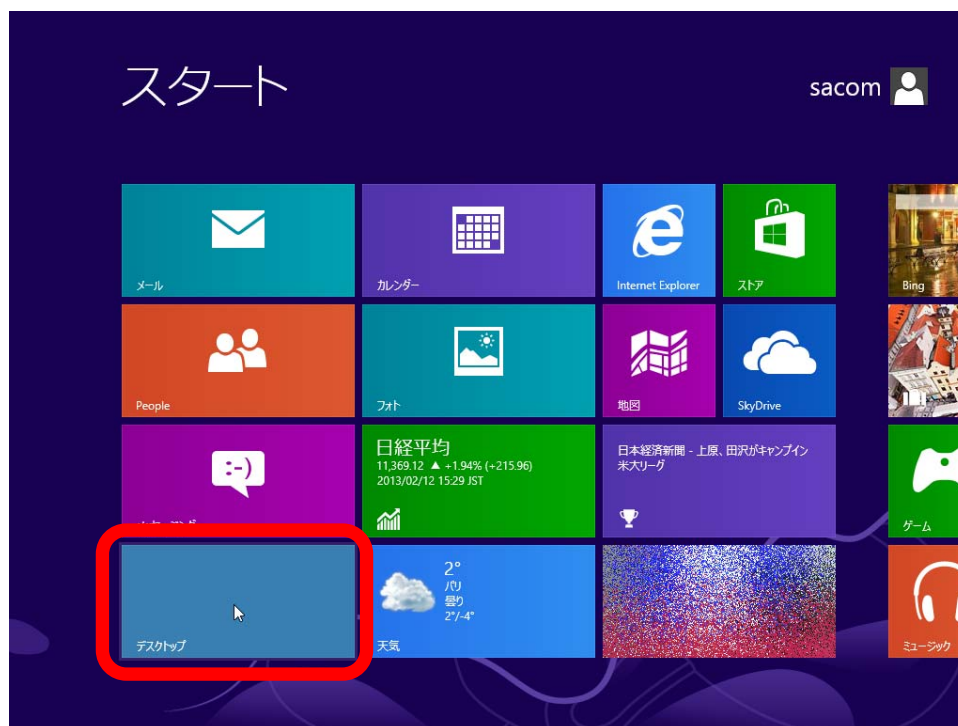 スタート
sacom
メール
カレンダー
Internet Explorer
ストア
Bing
People
フォト
地図
SkyDrive
:-)
日経平均
11,369.12 ▲ +1.94% (+215.96)
2013/02/12 15:29 JST
日本経済新聞 - 上原、田沢がキャンプイン
米大リーグ
ゲーム
デスクトップ
2°
パリ
曇り
2°/-4°
天気
ミュージック